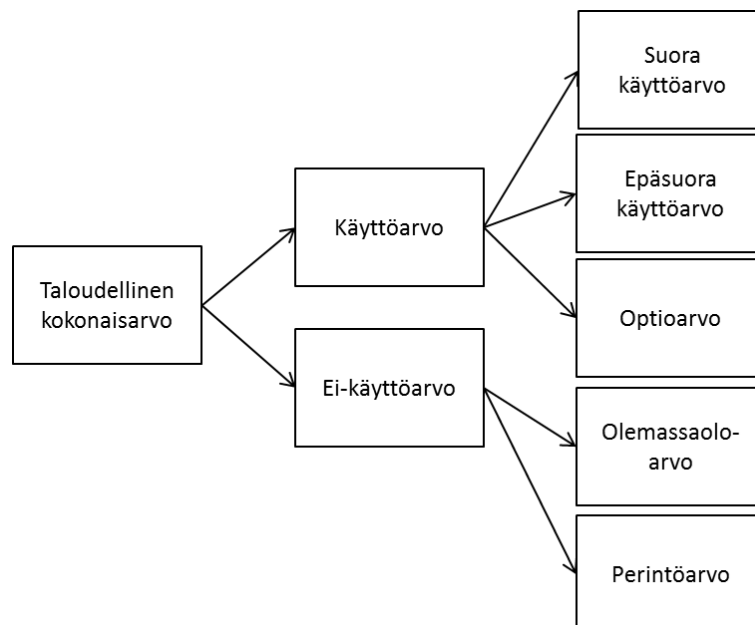 Taloudellinen
kokonaisarvo
Käyttöarvo
Ei-käyttöarvo
Suora
käyttöarvo
Epäsuora
käyttöarvo
Optioarvo
Olemassaolo-
arvo
Perintöarvo